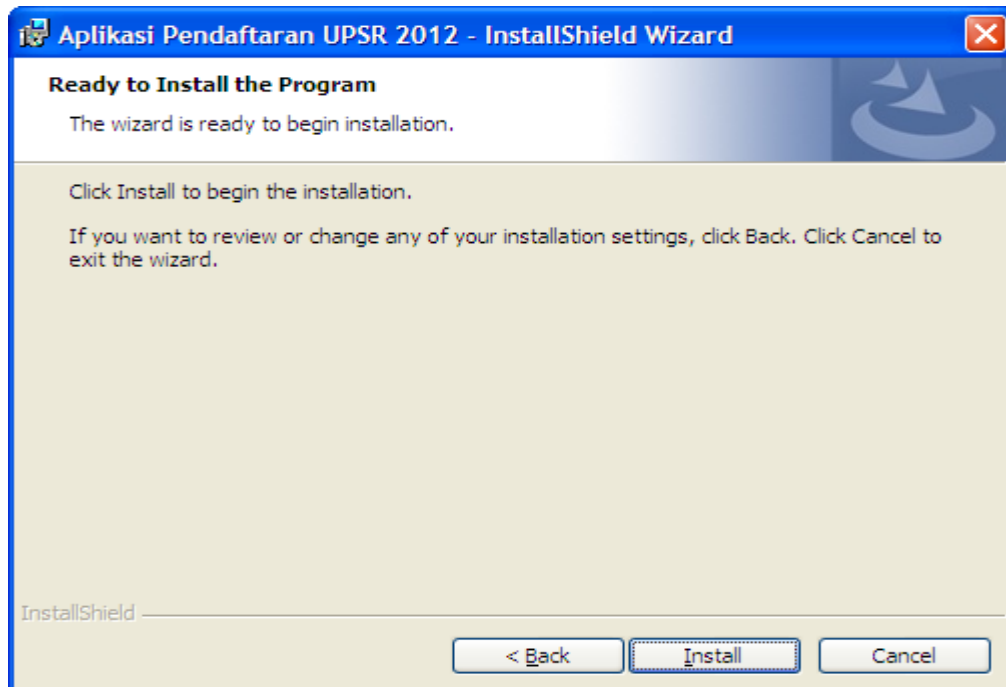 Aplikasi Pendaftaran UPSR 2012 - InstallShield Wizard
Ready to Install the Program
The wizard is ready to begin installation.
Click Install to begin the installation.
If you want to review or change any of your installation settings, click Back. Click Cancel to
exit the wizard.
InstallShield
< Back
Install
Cancel